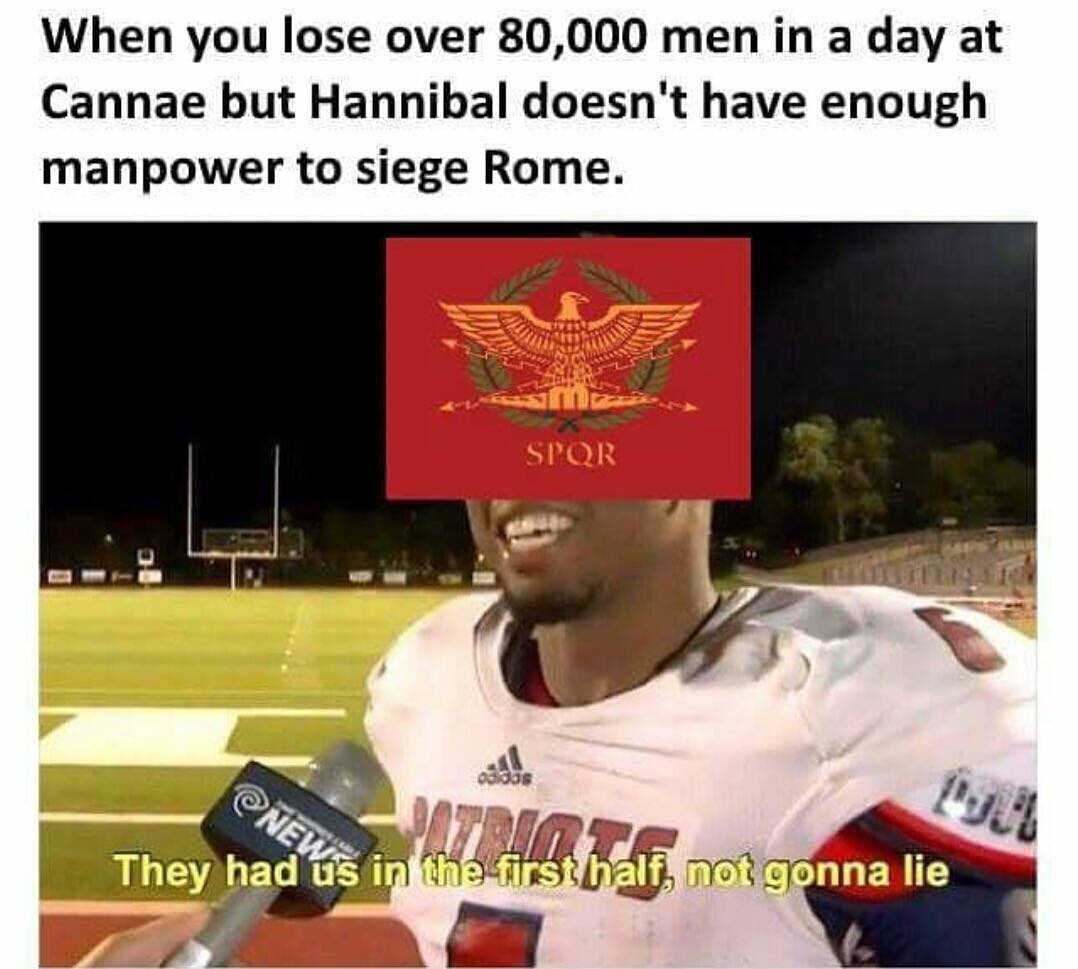 When you lose over 80,000 men in a day at
Cannae but Hannibal doesn't have enough
manpower to siege Rome.
SPQR
adidas
PATRIOTS
NEWS
They had us in the first half, not gonna lie